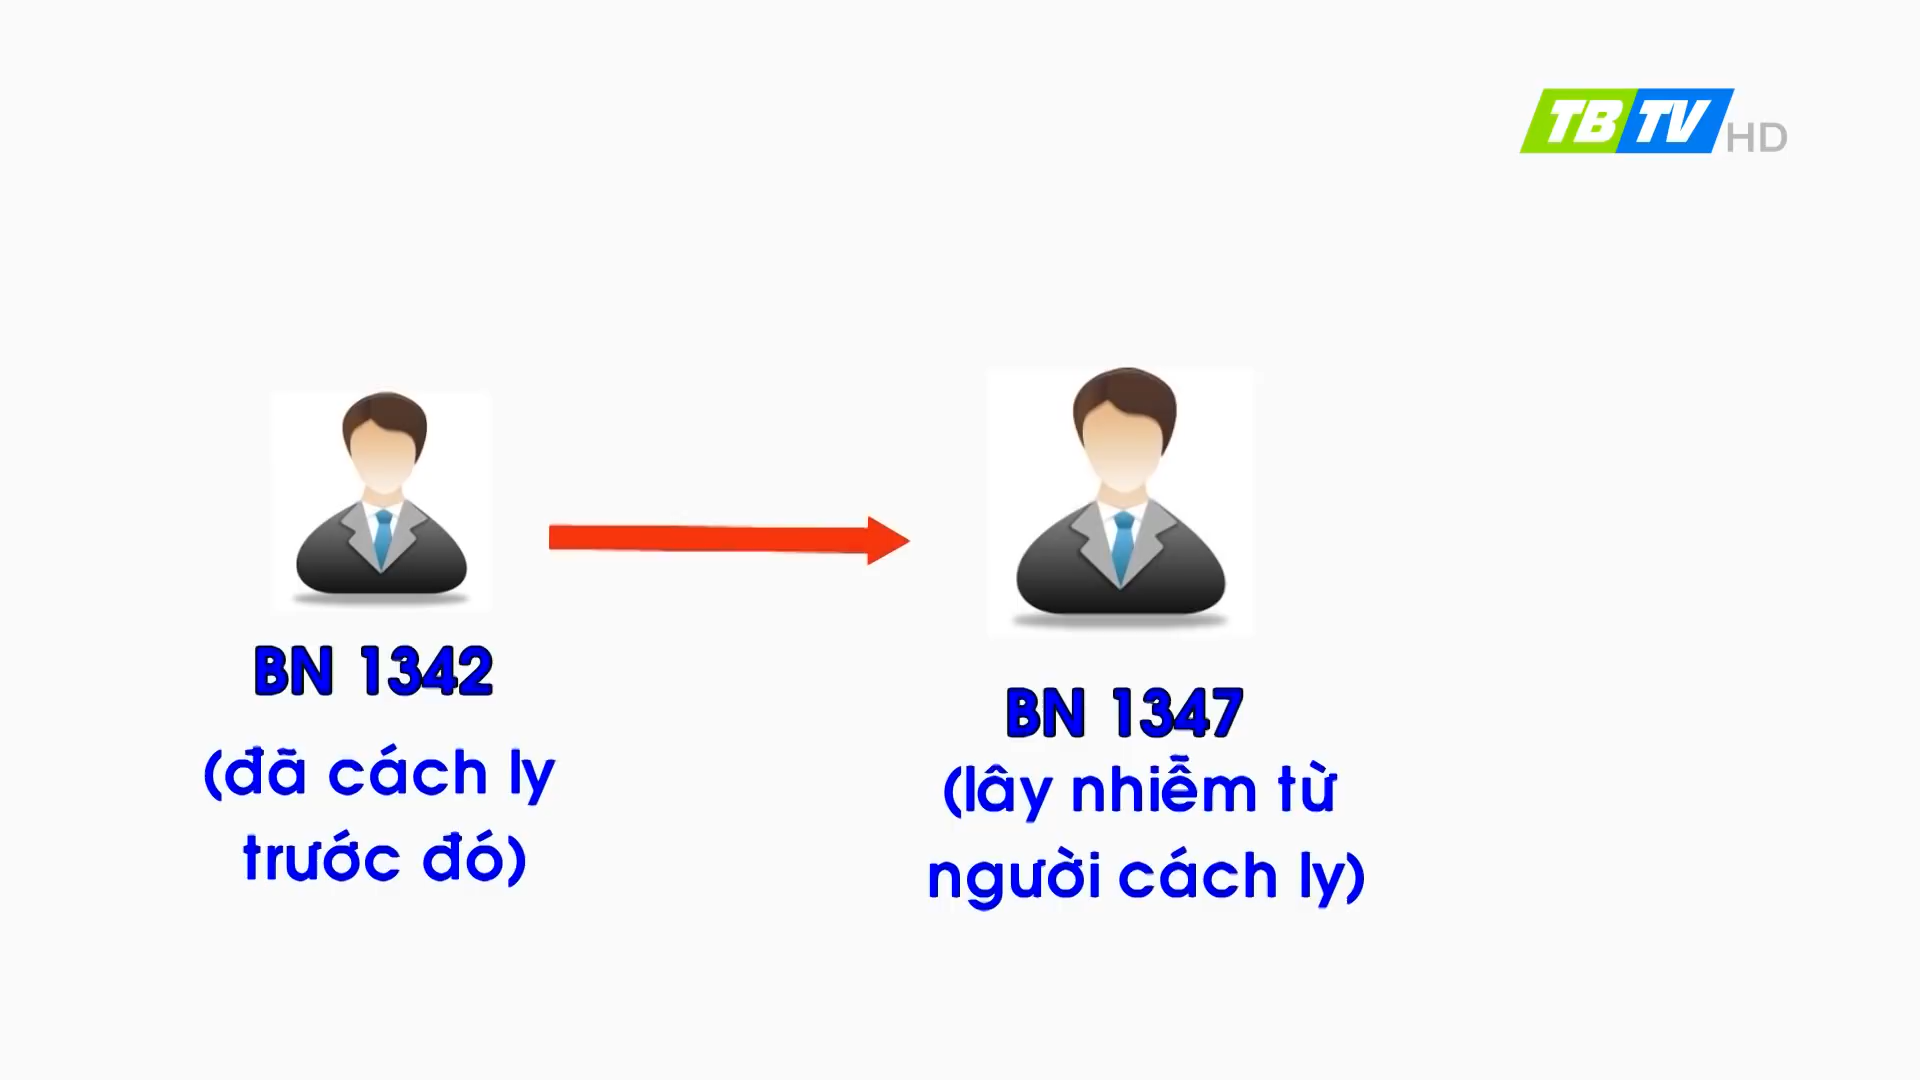 TBTV HD
BN 1342
(đã cách ly
trước đó)
BN 1347
(lây nhiễm từ
người cách ly)